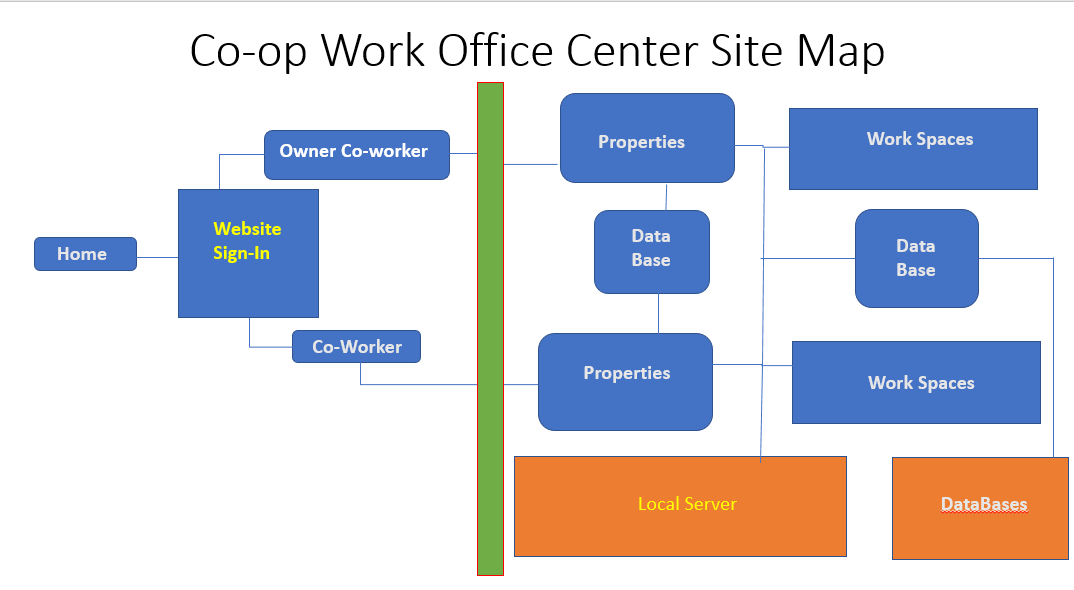 Co-op Work Office Center Site Map
Owner Co-worker
Properties
Work Spaces
Website
Sign-In
Home
Data
Base
Data
Base
Co-Worker
Properties
Work Spaces
Local Server
DataBases